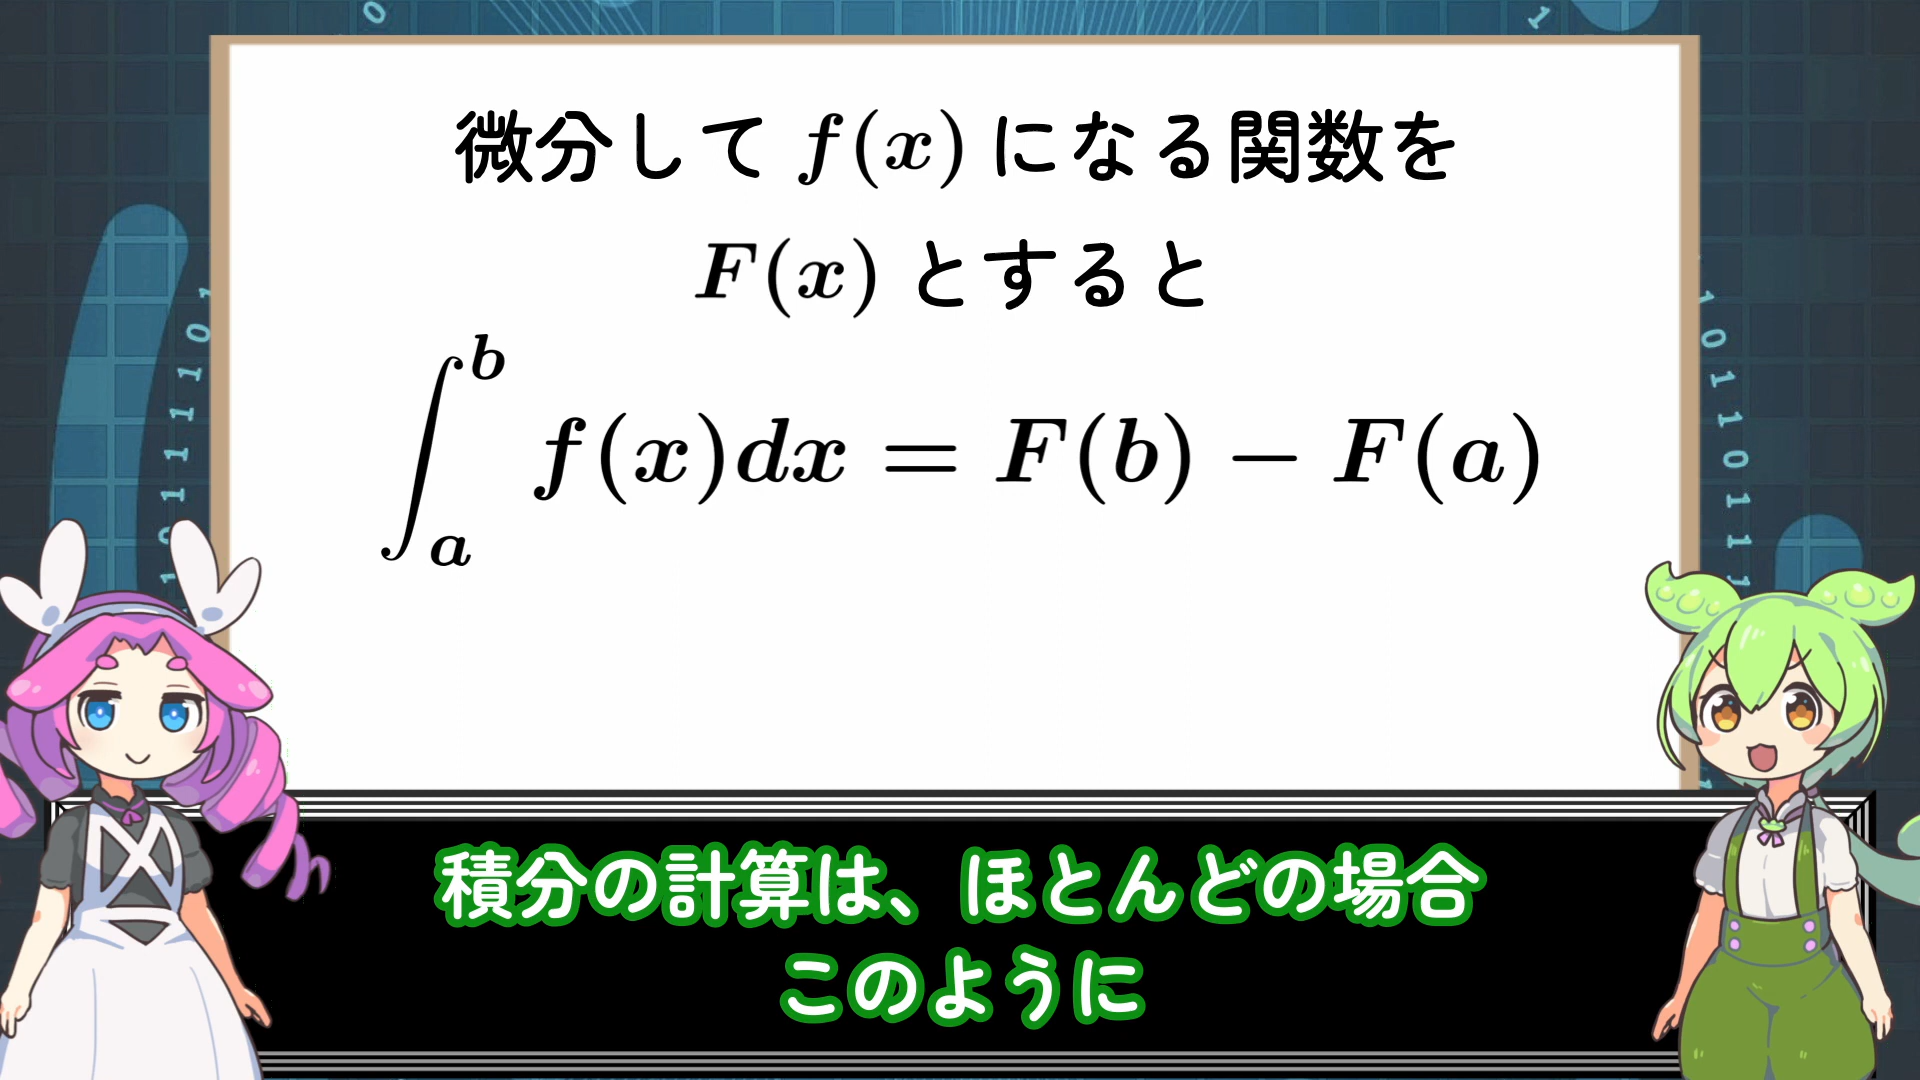 微分して f(x) になる関数を
F(x) とすると
∫_a^b f(x)dx = F(b) − F(a)
積分の計算は、ほとんどの場合
このように